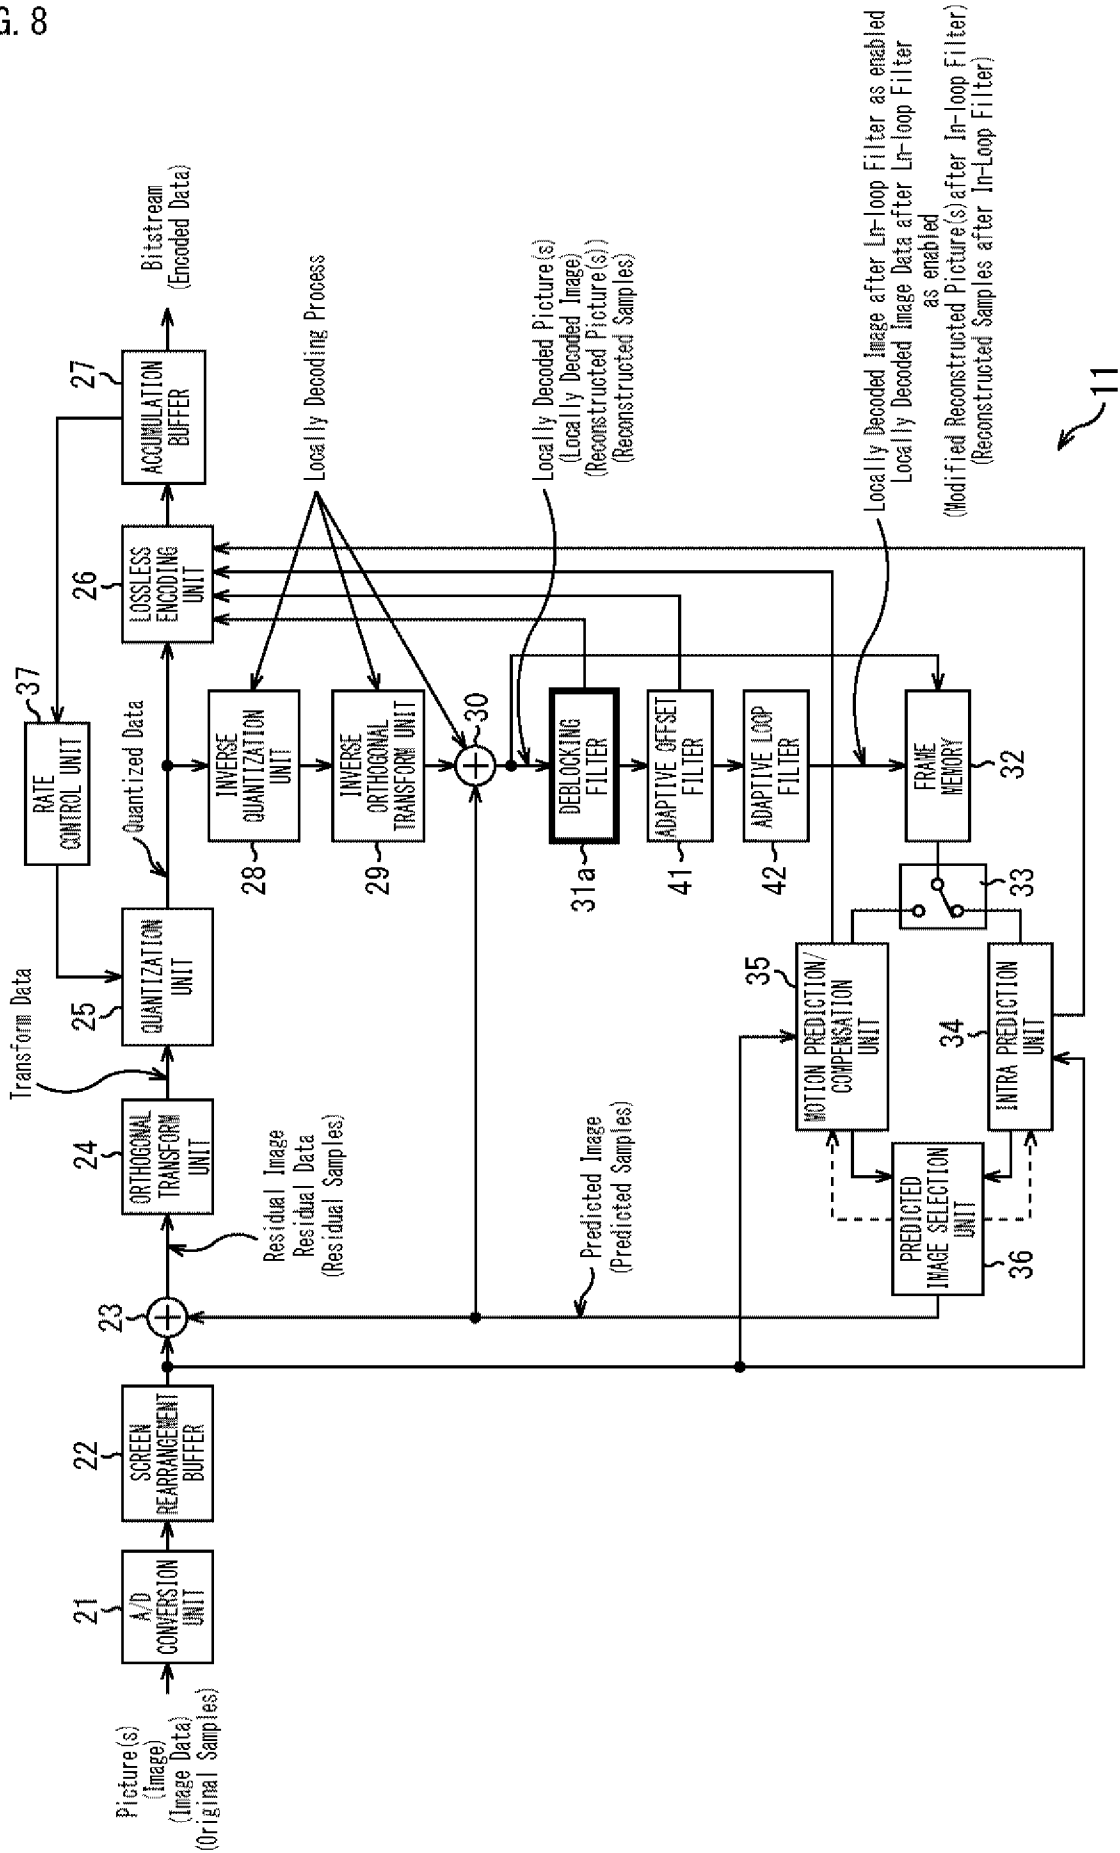 G. 8
Picture(s)
(Image)
(Image Data)
(Original Samples)
21
A/D
CONVERSION
UNIT
22
SCREEN
REARRANGEMENT
BUFFER
23
Residual Image
Residual Data
(Residual Samples)
24
ORTHOGONAL
TRANSFORM
UNIT
Transform Data
25
QUANTIZATION
UNIT
Quantized Data
37
RATE
CONTROL UNIT
26
LOSSLESS
ENCODING
UNIT
27
ACCUMULATION
BUFFER
Bitstream
(Encoded Data)
28
INVERSE
QUANTIZATION
UNIT
29
INVERSE
ORTHOGONAL
TRANSFORM UNIT
30
Locally Decoding Process
Locally Decoded Picture(s)
(Locally Decoded Image)
(Reconstructed Picture(s))
(Reconstructed Samples)
31a
DEBLOCKING
FILTER
41
ADAPTIVE OFFSET
FILTER
42
ADAPTIVE LOOP
FILTER
Locally Decoded Image after Ln-loop Filter as enabled
Locally Decoded Image Data after Ln-loop Filter
as enabled
(Modified Reconstructed Picture(s)after In-loop Filter)
(Reconstructed Samples after In-Loop Filter)
32
FRAME
MEMORY
33
35
MOTION PREDICTION/
COMPENSATION
UNIT
34
INTRA PREDICTION
UNIT
36
PREDICTED
IMAGE SELECTION
UNIT
Predicted Image
(Predicted Samples)
11